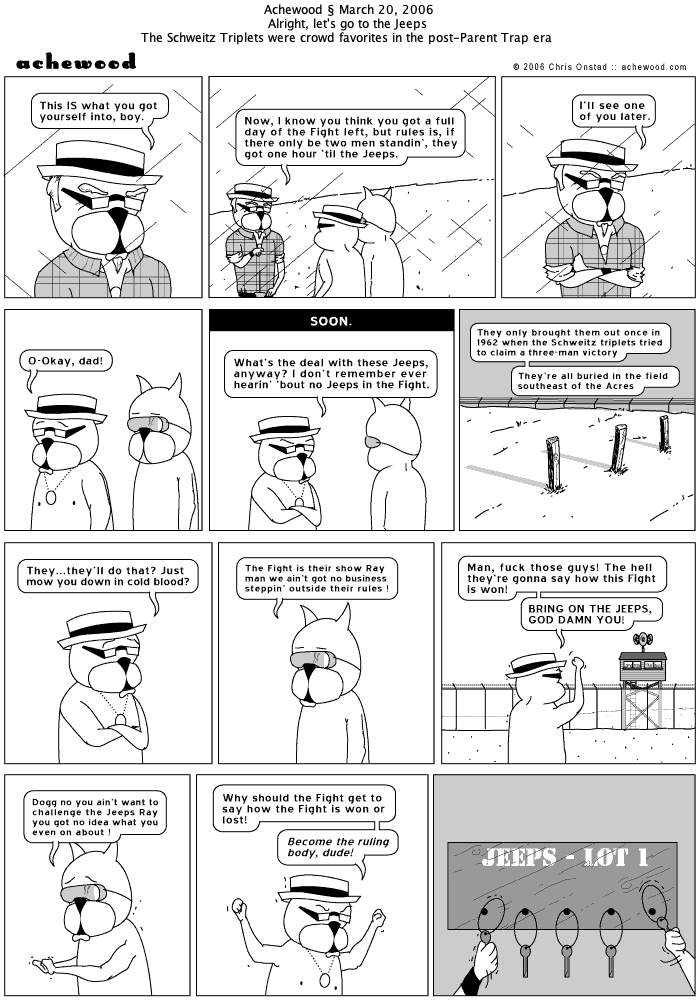 Achewood § March 20, 2006
Alright, let's go to the Jeeps
The Schweitz Triplets were crowd favorites in the post-Parent Trap era
achewood
© 2006 Chris Onstad :: achewood.com
This IS what you got
yourself into, boy.
Now, I know you think you got a full
day of the Fight left, but rules is, if
there only be two men standin', they
got one hour 'til the Jeeps.
I'll see one
of you later.
O-Okay, dad!
SOON.
What's the deal with these Jeeps,
anyway? I don't remember ever
hearin' 'bout no Jeeps in the Fight.
They only brought them out once in
1962 when the Schweitz triplets tried
to claim a three-man victory
They're all buried in the field
southeast of the Acres
They...they'll do that? Just
mow you down in cold blood?
The Fight is their show Ray
man we ain't got no business
steppin' outside their rules !
Man, fuck those guys! The hell
they're gonna say how this Fight
is won!
BRING ON THE JEEPS,
GOD DAMN YOU!
Dogg no you ain't want to
challenge the Jeeps Ray
you got no idea what you
even on about !
Why should the Fight get to
say how the Fight is won or
lost!
Become the ruling
body, dude!
JEEPS - LOT 1